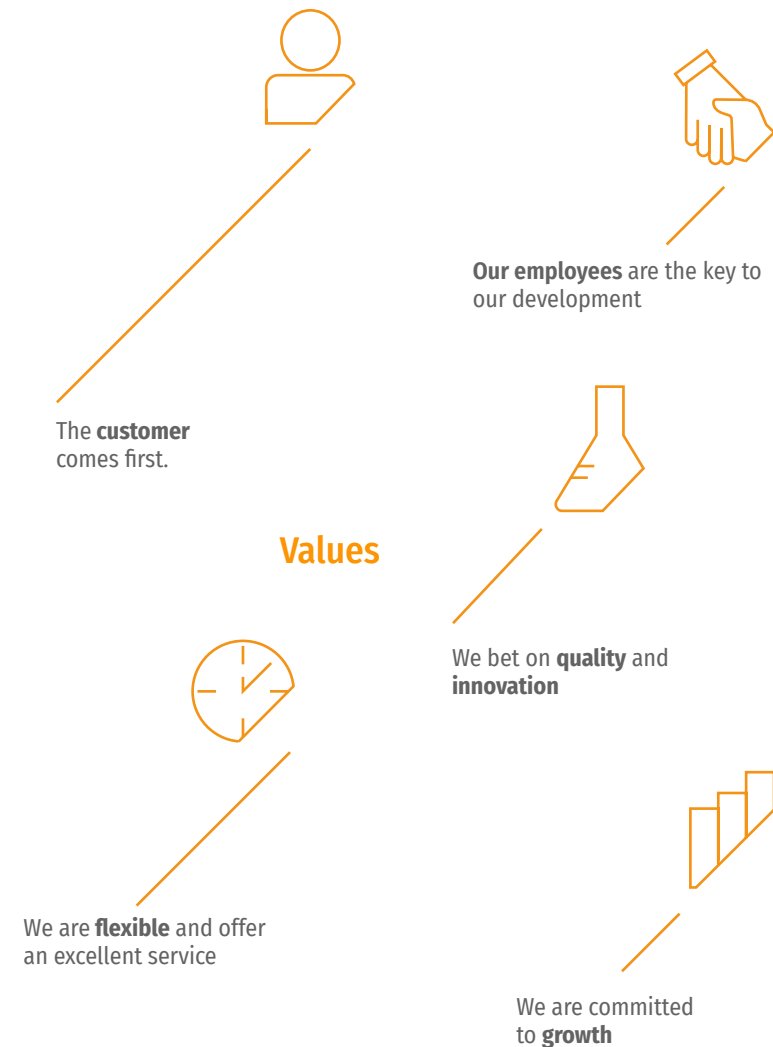 Our employees are the key to
our development
The customer
comes first.
Values
We bet on quality and
innovation
We are flexible and offer
an excellent service
We are committed
to growth